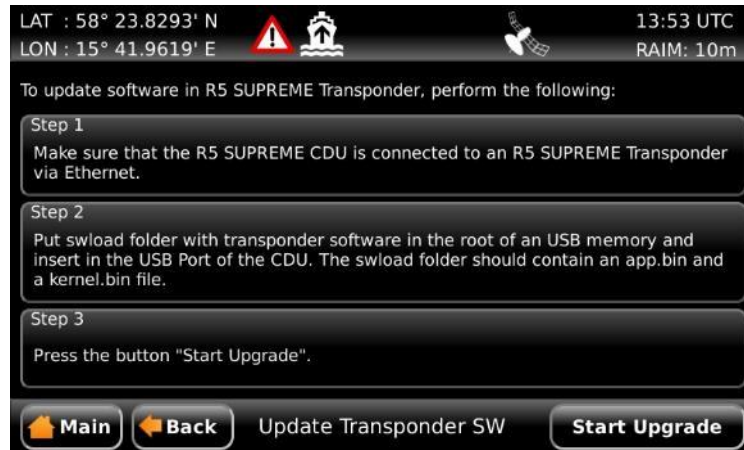 LAT : 58° 23.8293' N
LON : 15° 41.9619' E
13:53 UTC
RAIM: 10m
To update software in R5 SUPREME Transponder, perform the following:
Step 1
Make sure that the R5 SUPREME CDU is connected to an R5 SUPREME Transponder
via Ethernet.
Step 2
Put swload folder with transponder software in the root of an USB memory and
insert in the USB Port of the CDU. The swload folder should contain an app.bin and
a kernel.bin file.
Step 3
Press the button "Start Upgrade".
Main
Back
Update Transponder SW
Start Upgrade